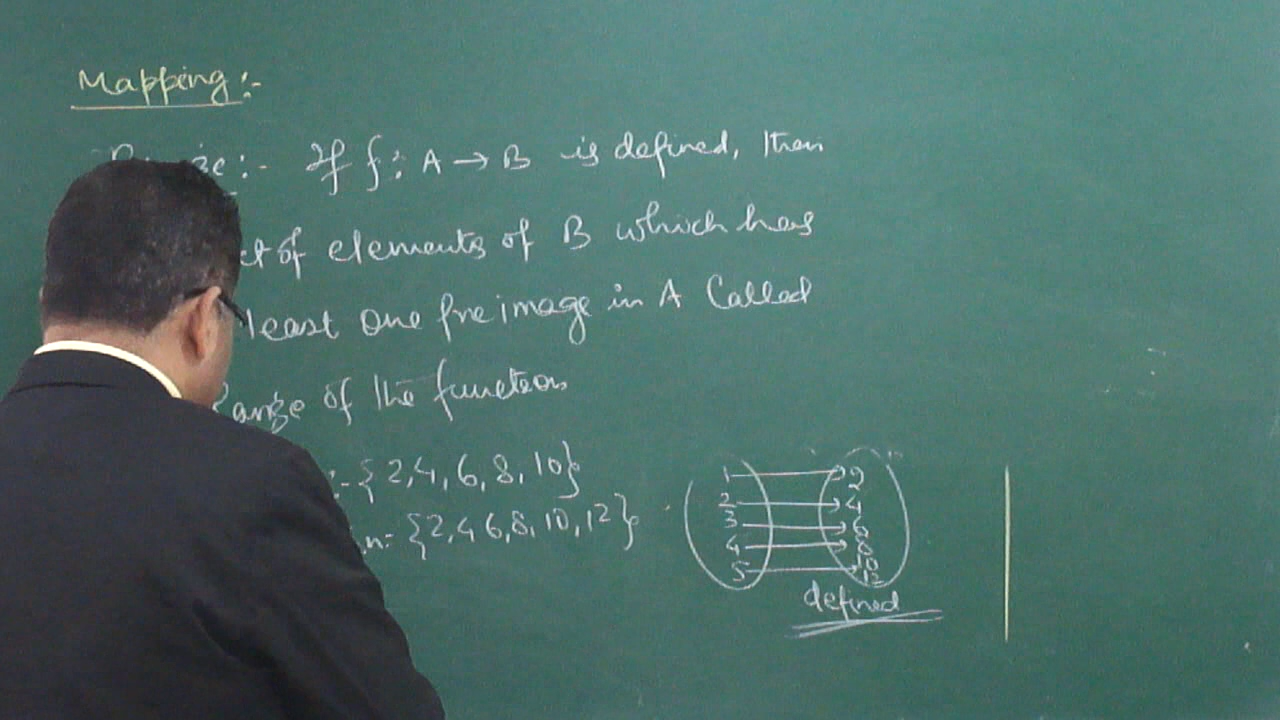 Mapping :-
:- If f : A → B is defined, then
of elements of B which has
least one preimage in A Called
Range of the function
:- {2, 4, 6, 8, 10}
n:- {2, 4 6, 8, 10, 12}
1 2
2 4
3 6
4 8
5 10
12
defined